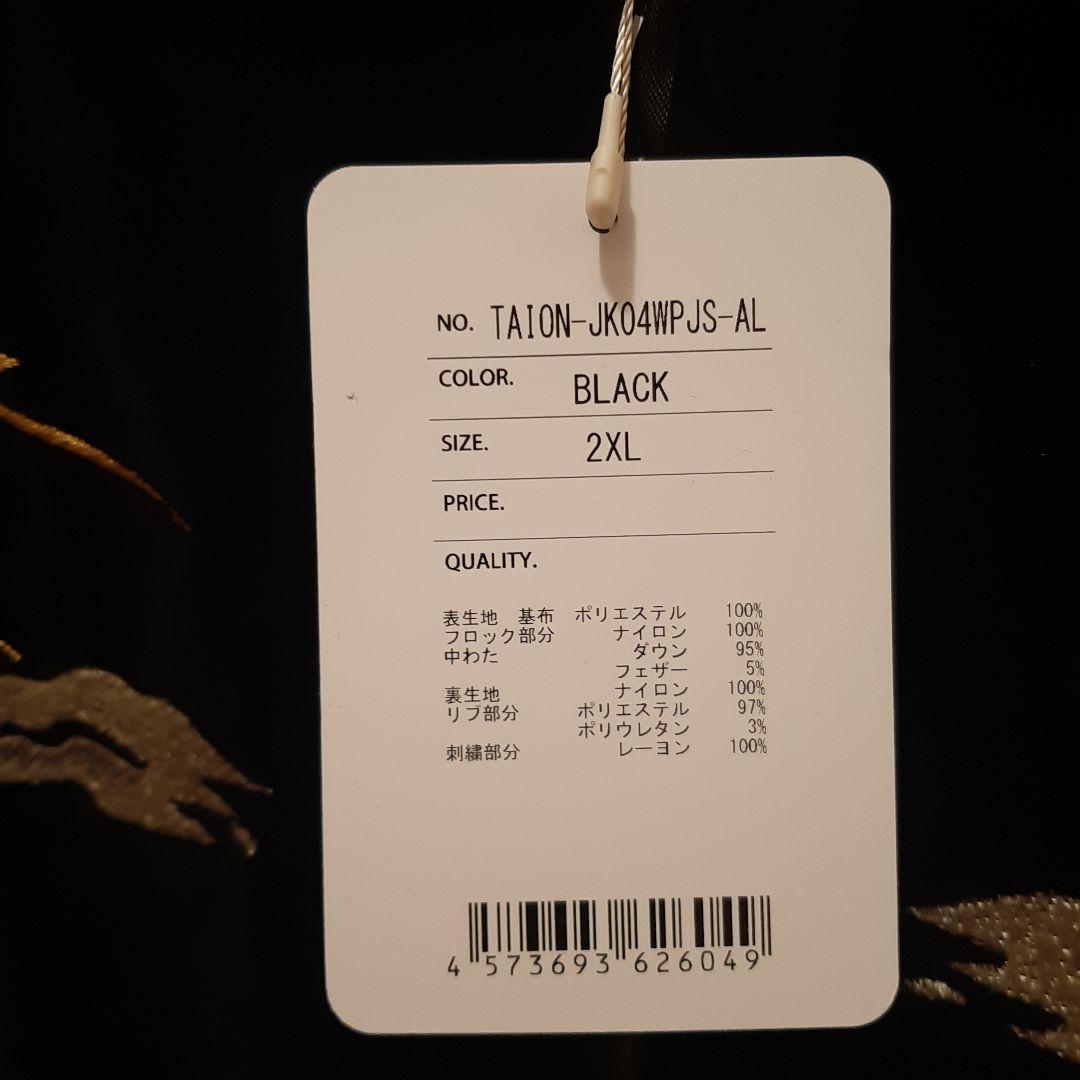 NO. TAION-JK04WPJS-AL
COLOR. BLACK
SIZE. 2XL
PRICE.
QUALITY.
表生地 基布 ポリエステル 100%
フロック部分 ナイロン 100%
中わた ダウン 95%
フェザー 5%
裏生地 ナイロン 100%
リブ部分 ポリエステル 97%
ポリウレタン 3%
刺繍部分 レーヨン 100%
4 573693 626049